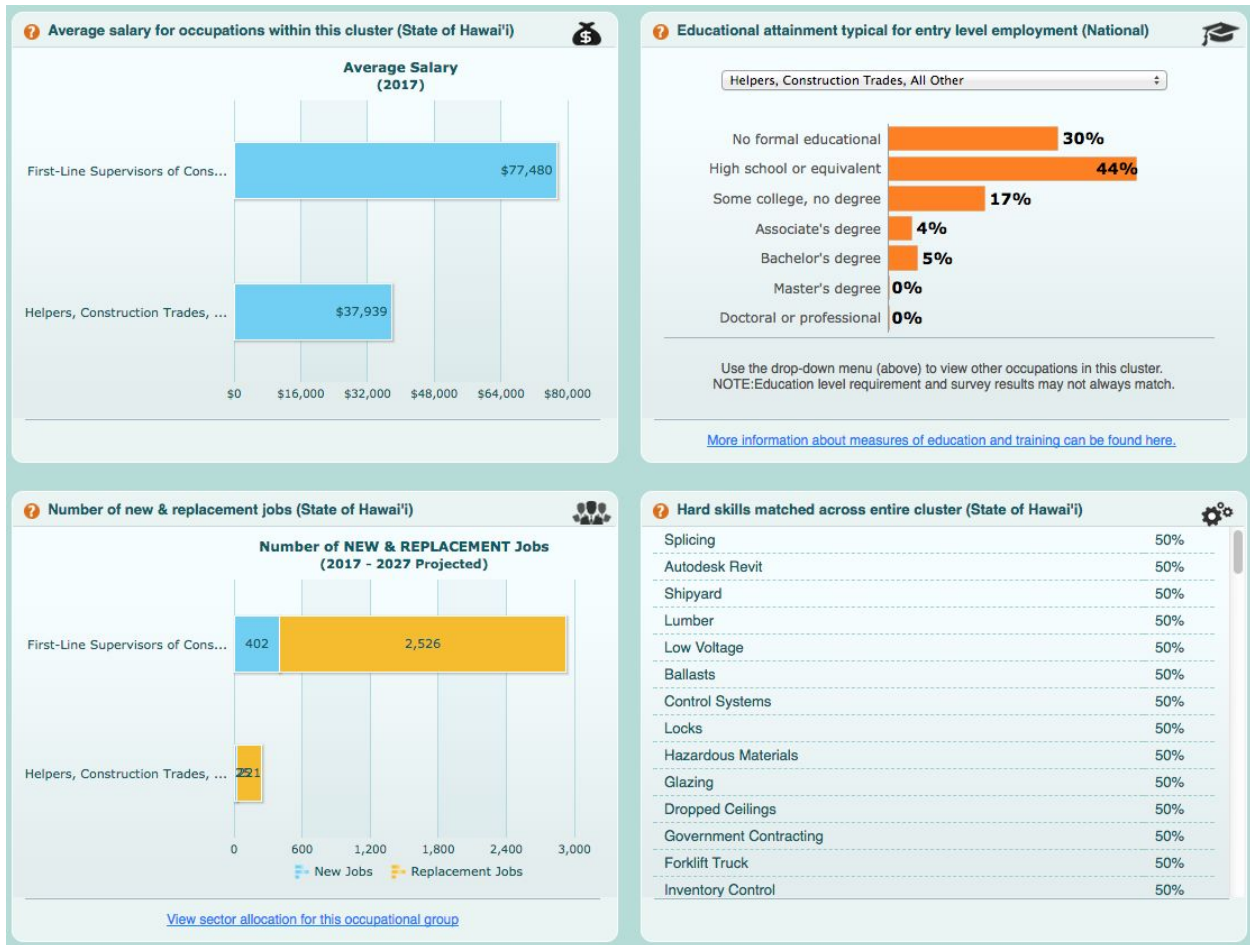 Average salary for occupations within this cluster (State of Hawai'i)
Average Salary
(2017)
First-Line Supervisors of Cons...
$77,480
Helpers, Construction Trades, ...
$37,939
$0 $16,000 $32,000 $48,000 $64,000 $80,000
Educational attainment typical for entry level employment (National)
Helpers, Construction Trades, All Other
No formal educational 30%
High school or equivalent 44%
Some college, no degree 17%
Associate's degree 4%
Bachelor's degree 5%
Master's degree 0%
Doctoral or professional 0%
Use the drop-down menu (above) to view other occupations in this cluster.
NOTE:Education level requirement and survey results may not always match.
More information about measures of education and training can be found here.
Number of new & replacement jobs (State of Hawai'i)
Number of NEW & REPLACEMENT Jobs
(2017 - 2027 Projected)
First-Line Supervisors of Cons... 402 2,526
Helpers, Construction Trades, ... 221
0 600 1,200 1,800 2,400 3,000
New Jobs Replacement Jobs
View sector allocation for this occupational group
Hard skills matched across entire cluster (State of Hawai'i)
Splicing 50%
Autodesk Revit 50%
Shipyard 50%
Lumber 50%
Low Voltage 50%
Ballasts 50%
Control Systems 50%
Locks 50%
Hazardous Materials 50%
Glazing 50%
Dropped Ceilings 50%
Government Contracting 50%
Forklift Truck 50%
Inventory Control 50%